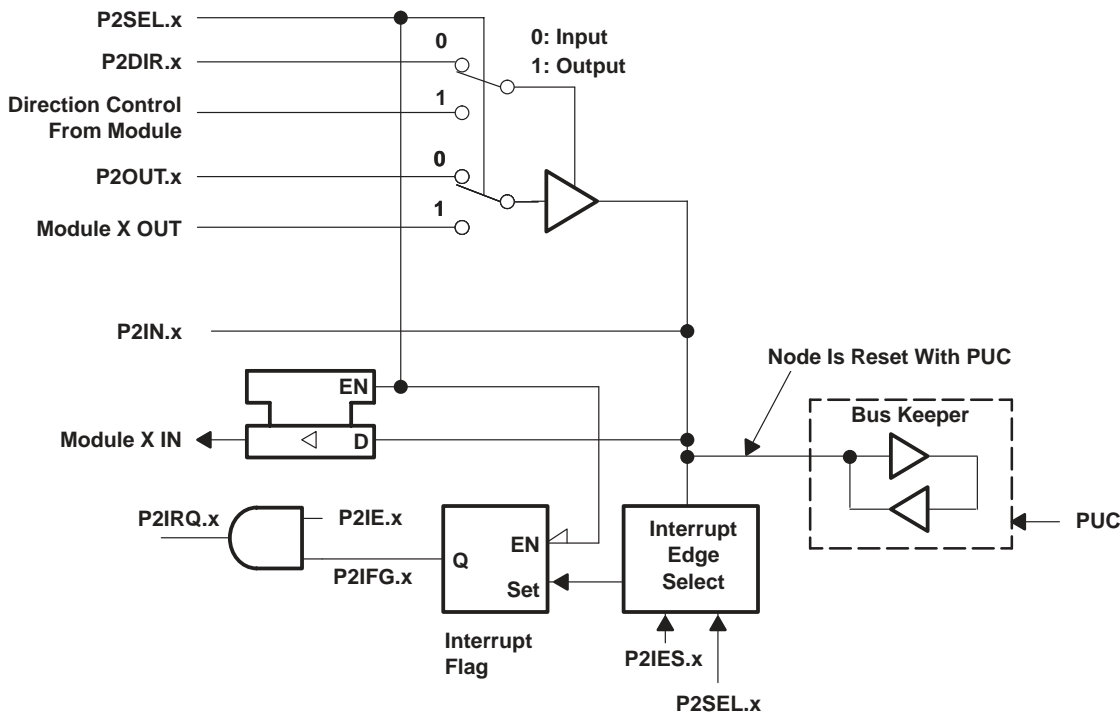 P2SEL.x
0
0: Input
1: Output
P2DIR.x
1
Direction Control
From Module
0
P2OUT.x
1
Module X OUT
P2IN.x
Node Is Reset With PUC
EN
Bus Keeper
Module X IN
D
P2IRQ.x
P2IE.x
Interrupt
Edge
Select
PUC
EN
Q
P2IFG.x
Set
Interrupt
Flag
P2IES.x
P2SEL.x